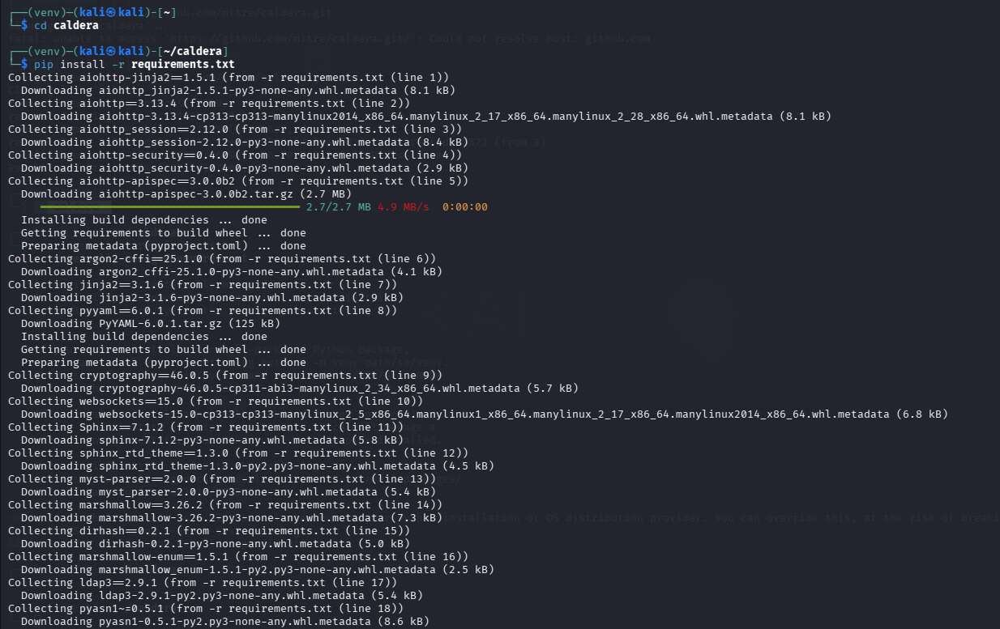 ┌──(venv)─(kali㉿kali)-[~]
└─$ cd caldera
fatal: unable to access 'https://github.com/mitre/caldera.git/': Could not resolve host: github.com
┌──(venv)─(kali㉿kali)-[~/caldera]
└─$ pip install -r requirements.txt
Collecting aiohttp-jinja2==1.5.1 (from -r requirements.txt (line 1))
  Downloading aiohttp_jinja2-1.5.1-py3-none-any.whl.metadata (8.1 kB)
Collecting aiohttp==3.13.4 (from -r requirements.txt (line 2))
  Downloading aiohttp-3.13.4-cp313-cp313-manylinux2014_x86_64.manylinux_2_17_x86_64.manylinux_2_28_x86_64.whl.metadata (8.1 kB)
Collecting aiohttp_session==2.12.0 (from -r requirements.txt (line 3))
  Downloading aiohttp_session-2.12.0-py3-none-any.whl.metadata (8.4 kB)
Collecting aiohttp-security==0.4.0 (from -r requirements.txt (line 4))
  Downloading aiohttp_security-0.4.0-py3-none-any.whl.metadata (2.9 kB)
Collecting aiohttp-apispec==3.0.0b2 (from -r requirements.txt (line 5))
  Downloading aiohttp-apispec-3.0.0b2.tar.gz (2.7 MB)
     ━━━━━━━━━━━━━━━━━━━━━━━━━━━━━━━━━━━━━━━━ 2.7/2.7 MB 4.9 MB/s  0:00:00
  Installing build dependencies ... done
  Getting requirements to build wheel ... done
  Preparing metadata (pyproject.toml) ... done
Collecting argon2-cffi==25.1.0 (from -r requirements.txt (line 6))
  Downloading argon2_cffi-25.1.0-py3-none-any.whl.metadata (4.1 kB)
Collecting jinja2==3.1.6 (from -r requirements.txt (line 7))
  Downloading jinja2-3.1.6-py3-none-any.whl.metadata (2.9 kB)
Collecting pyyaml==6.0.1 (from -r requirements.txt (line 8))
  Downloading PyYAML-6.0.1.tar.gz (125 kB)
  Installing build dependencies ... done
  Getting requirements to build wheel ... done
  Preparing metadata (pyproject.toml) ... done
Collecting cryptography==46.0.5 (from -r requirements.txt (line 9))
  Downloading cryptography-46.0.5-cp311-abi3-manylinux_2_34_x86_64.whl.metadata (5.7 kB)
Collecting websockets==15.0 (from -r requirements.txt (line 10))
  Downloading websockets-15.0-cp313-cp313-manylinux_2_5_x86_64.manylinux1_x86_64.manylinux_2_17_x86_64.manylinux2014_x86_64.whl.metadata (6.8 kB)
Collecting Sphinx==7.1.2 (from -r requirements.txt (line 11))
  Downloading sphinx-7.1.2-py3-none-any.whl.metadata (5.8 kB)
Collecting sphinx_rtd_theme==1.3.0 (from -r requirements.txt (line 12))
  Downloading sphinx_rtd_theme-1.3.0-py2.py3-none-any.whl.metadata (4.5 kB)
Collecting myst-parser==2.0.0 (from -r requirements.txt (line 13))
  Downloading myst_parser-2.0.0-py3-none-any.whl.metadata (5.4 kB)
Collecting marshmallow==3.26.2 (from -r requirements.txt (line 14))
  Downloading marshmallow-3.26.2-py3-none-any.whl.metadata (7.3 kB)
Collecting dirhash==0.2.1 (from -r requirements.txt (line 15))
  Downloading dirhash-0.2.1-py3-none-any.whl.metadata (5.0 kB)
Collecting marshmallow-enum==1.5.1 (from -r requirements.txt (line 16))
  Downloading marshmallow_enum-1.5.1-py2.py3-none-any.whl.metadata (2.5 kB)
Collecting ldap3==2.9.1 (from -r requirements.txt (line 17))
  Downloading ldap3-2.9.1-py2.py3-none-any.whl.metadata (5.4 kB)
Collecting pyasn1~=0.5.1 (from -r requirements.txt (line 18))
  Downloading pyasn1-0.5.1-py2.py3-none-any.whl.metadata (8.6 kB)